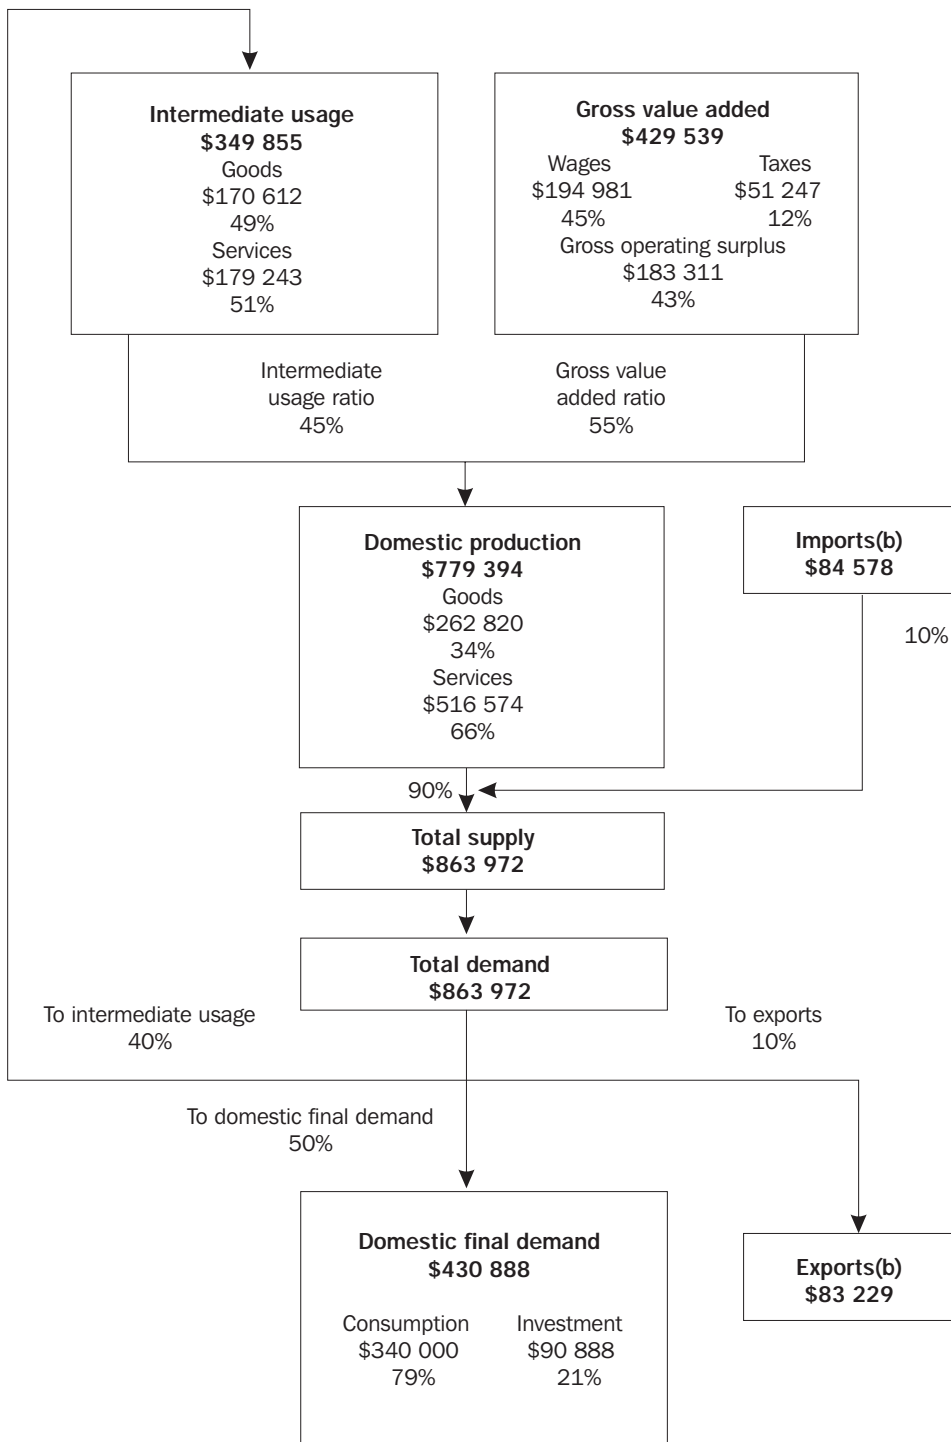 Intermediate usage
$349 855
Goods
$170 612
49%
Services
$179 243
51%
Gross value added
$429 539
Wages Taxes
$194 981 $51 247
45% 12%
Gross operating surplus
$183 311
43%
Intermediate
usage ratio
45%
Gross value
added ratio
55%
Domestic production
$779 394
Goods
$262 820
34%
Services
$516 574
66%
Imports(b)
$84 578
10%
90%
Total supply
$863 972
Total demand
$863 972
To intermediate usage
40%
To exports
10%
To domestic final demand
50%
Domestic final demand
$430 888
Consumption Investment
$340 000 $90 888
79% 21%
Exports(b)
$83 229